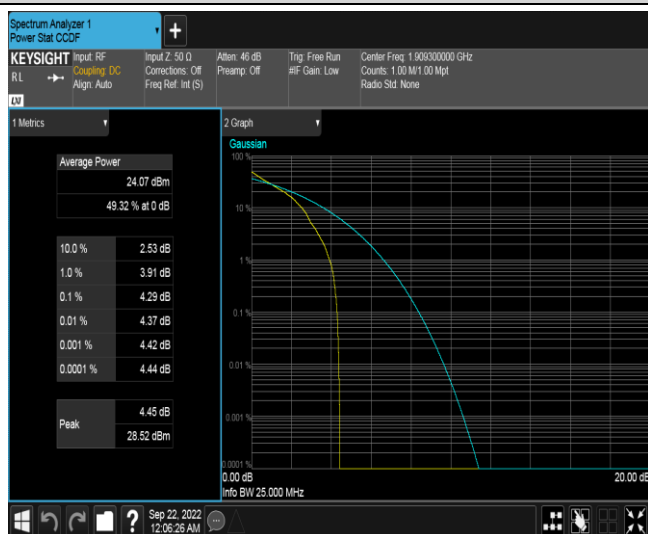 Spectrum Analyzer 1
Power Stat CCDF
+
KEYSIGHT
RL
LXI
Input: RF
Coupling: DC
Align: Auto
Input Z: 50 Ω
Corrections: Off
Freq Ref: Int (S)
Atten: 46 dB
Preamp: Off
Trig: Free Run
#IF Gain: Low
Center Freq: 1.909300000 GHz
Counts: 1.00 M/1.00 Mpt
Radio Std: None
1 Metrics
Average Power
24.07 dBm
49.32 % at 0 dB
10.0 % 2.53 dB
1.0 % 3.91 dB
0.1 % 4.29 dB
0.01 % 4.37 dB
0.001 % 4.42 dB
0.0001 % 4.44 dB
Peak 4.45 dB
28.52 dBm
2 Graph
Gaussian
100 %
10 %
1 %
0.1 %
0.01 %
0.001 %
0.0001 %
0.00 dB 20.00 dB
Info BW 25.000 MHz
?
Sep 22, 2022
12:06:26 AM